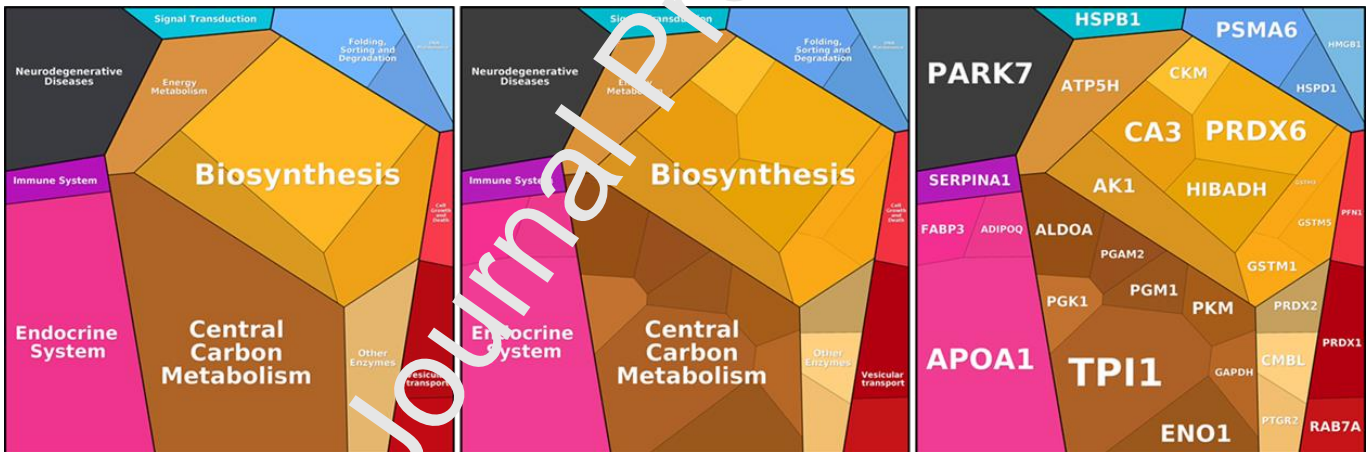 Signal Transduction
Neurodegenerative
Diseases
Folding,
Sorting and
Degradation
Energy
Metabolism
Biosynthesis
Immune System
Cell
Growth
and
Death
Endocrine
System
Central
Carbon
Metabolism
Other
Enzymes
Vesicular
transport
Signal Transduction
Neurodegenerative
Diseases
Folding,
Sorting and
Degradation
Energy
Metabolism
Biosynthesis
Immune System
Cell
Growth
and
Death
Endocrine
System
Central
Carbon
Metabolism
Other
Enzymes
Vesicular
transport
Journal Pr
HSPB1
PSMA6
HMGB1
PARK7
ATP5H
CKM
HSPD1
CA3
PRDX6
SERPINA1
AK1
HIBADH
GSTM5
PFN1
FABP3
ADIPOQ
ALDOA
PGAM2
GSTM1
PGK1
PGM1
PKM
PRDX2
APOA1
TPI1
GAPDH
CMBL
PRDX1
ENO1
PTGR2
RAB7A